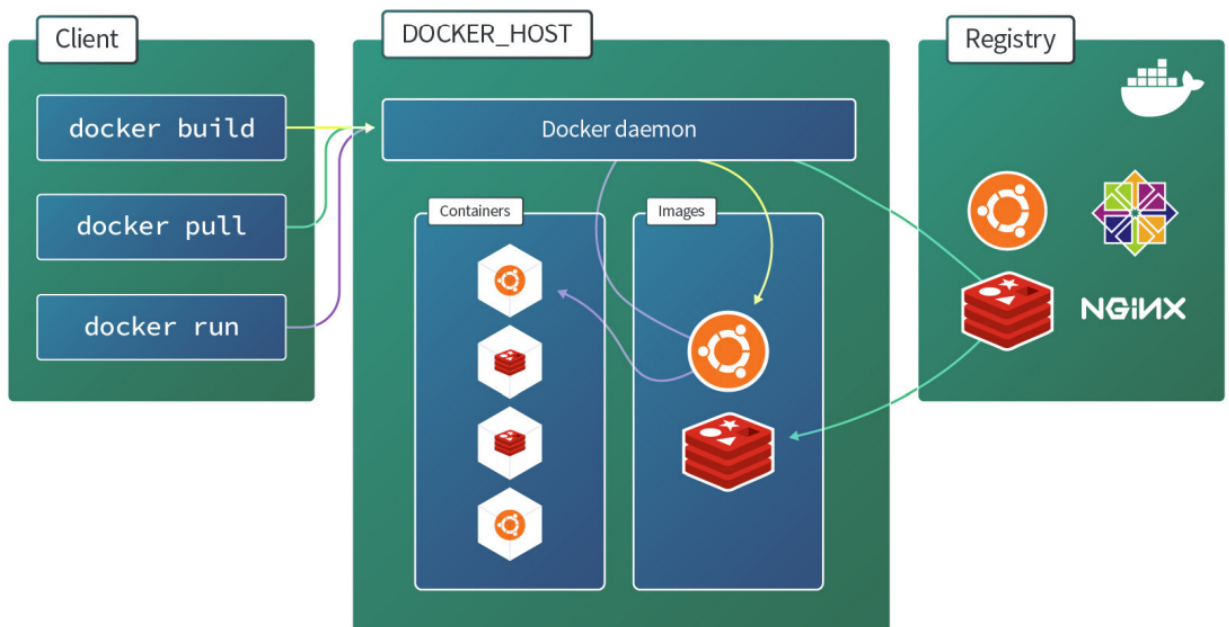 Client
DOCKER_HOST
Registry
docker build
Docker daemon
docker pull
Containers
Images
docker run
NGiNX